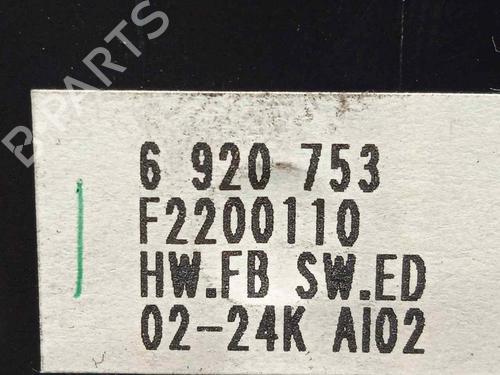 B-PARTS
6 920 753
F2200110
HW.FB SW.ED
02-24K AI02